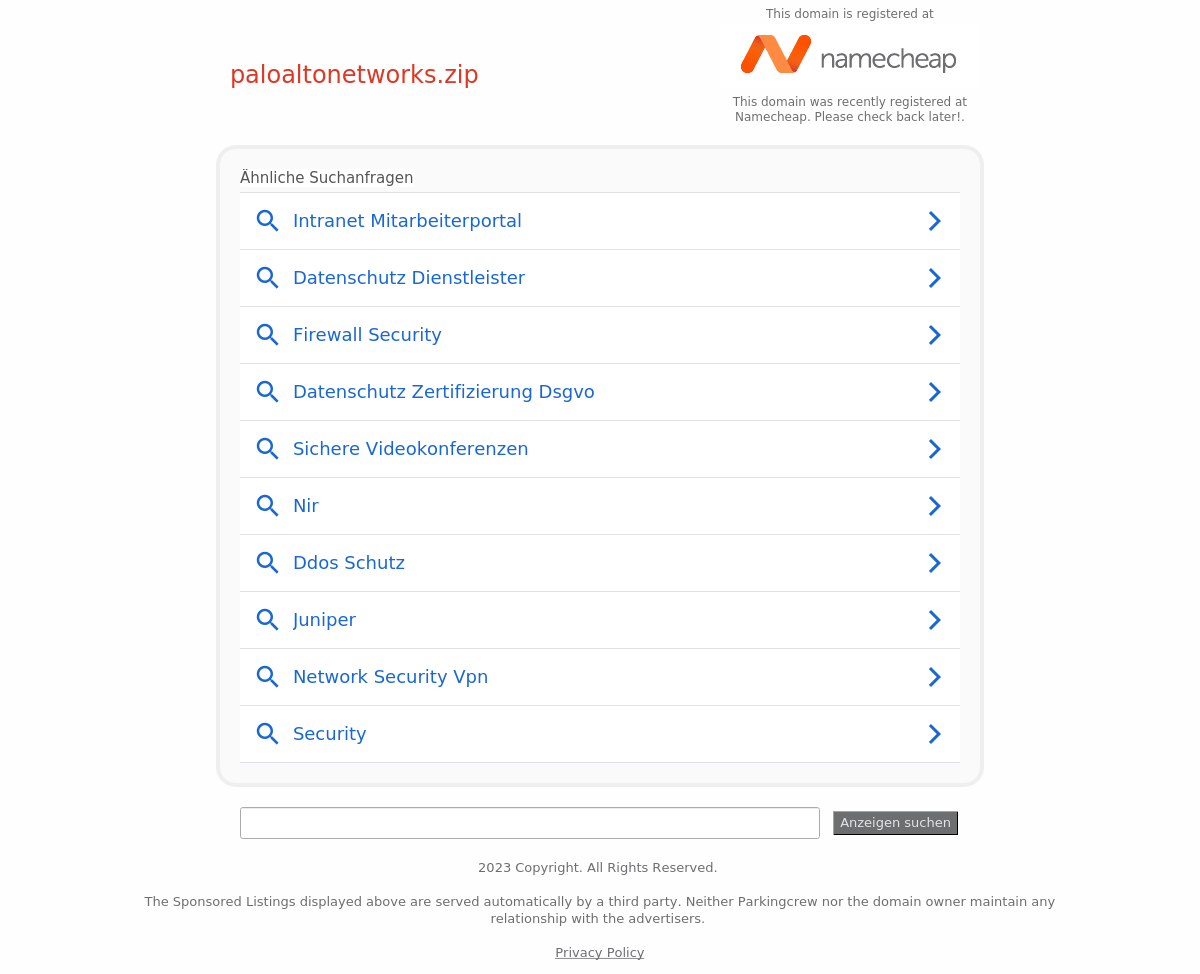 This domain is registered at
namecheap
paloaltonetworks.zip
This domain was recently registered at
Namecheap. Please check back later!.
Ähnliche Suchanfragen
Intranet Mitarbeiterportal
Datenschutz Dienstleister
Firewall Security
Datenschutz Zertifizierung Dsgvo
Sichere Videokonferenzen
Nir
Ddos Schutz
Juniper
Network Security Vpn
Security
Anzeigen suchen
2023 Copyright. All Rights Reserved.
The Sponsored Listings displayed above are served automatically by a third party. Neither Parkingcrew nor the domain owner maintain any
relationship with the advertisers.
Privacy Policy